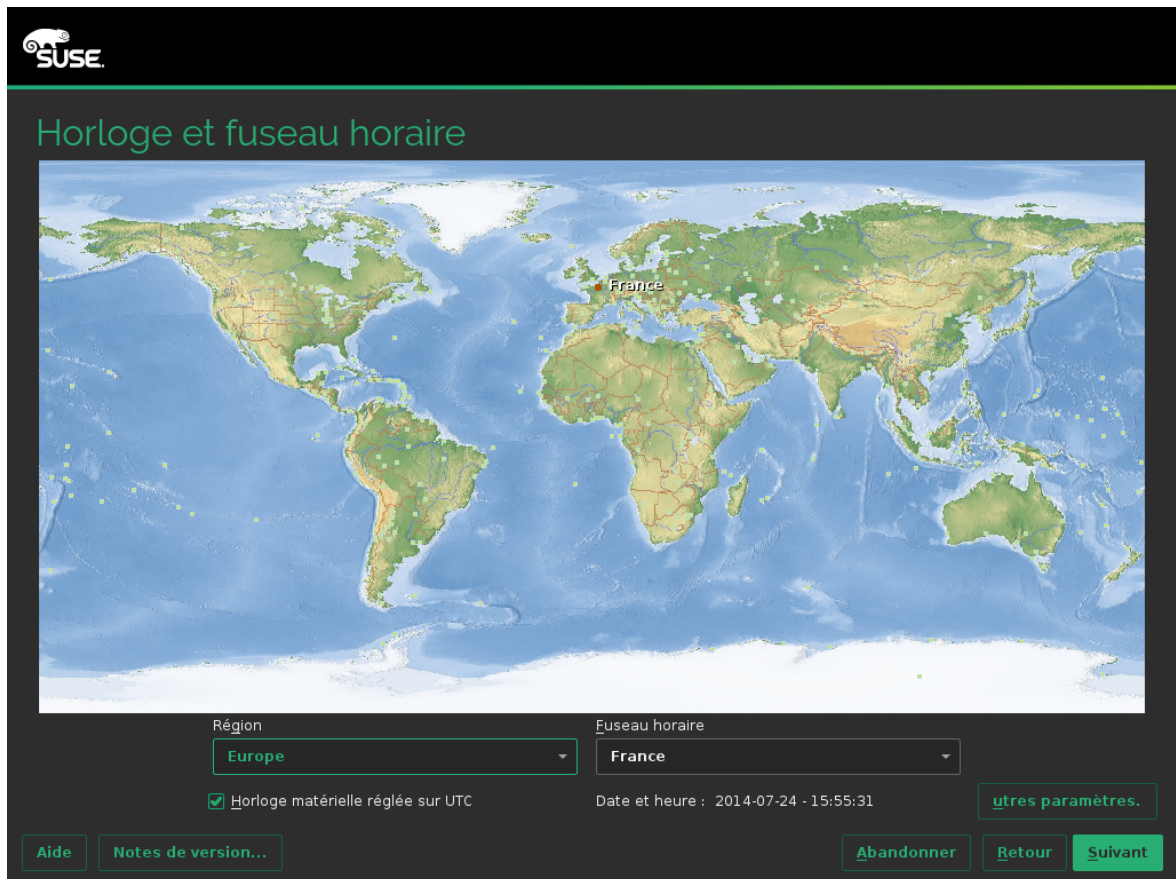 SUSE.
Horloge et fuseau horaire
France
Région
Fuseau horaire
Europe
France
Horloge matérielle réglée sur UTC
Date et heure : 2014-07-24 - 15:55:31
utres paramètres.
Aide
Notes de version...
Abandonner
Retour
Suivant